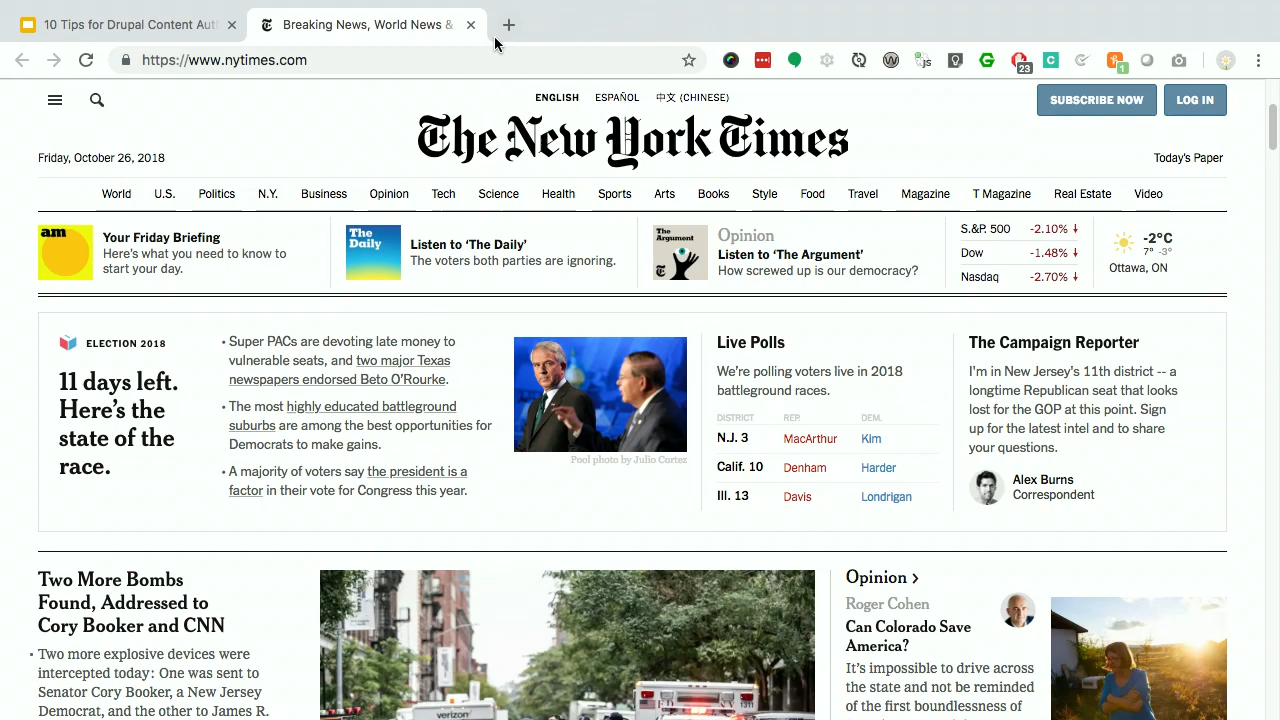 10 Tips for Drupal Content Aut
Breaking News, World News &
https://www.nytimes.com
23
1
ENGLISH ESPAÑOL 中文 (CHINESE)
SUBSCRIBE NOW
LOG IN
The New York Times
Friday, October 26, 2018
Today's Paper
World U.S. Politics N.Y. Business Opinion Tech Science Health Sports Arts Books Style Food Travel Magazine T Magazine Real Estate Video
am
Your Friday Briefing
Here's what you need to know to
start your day.
The
Daily
Listen to ‘The Daily’
The voters both parties are ignoring.
The
Argument
Opinion
Listen to ‘The Argument’
How screwed up is our democracy?
S.&P. 500 -2.10%
Dow -1.48%
Nasdaq -2.70%
-2°C
7° -3°
Ottawa, ON
ELECTION 2018
11 days left.
Here’s the
state of the
race.
• Super PACs are devoting late money to
vulnerable seats, and two major Texas
newspapers endorsed Beto O’Rourke.
• The most highly educated battleground
suburbs are among the best opportunities for
Democrats to make gains.
• A majority of voters say the president is a
factor in their vote for Congress this year.
Pool photo by Julio Cortez
Live Polls
We’re polling voters live in 2018
battleground races.
DISTRICT REP. DEM.
N.J. 3 MacArthur Kim
Calif. 10 Denham Harder
Ill. 13 Davis Londrigan
The Campaign Reporter
I'm in New Jersey's 11th district -- a
longtime Republican seat that looks
lost for the GOP at this point. Sign
up for the latest intel and to share
your questions.
Alex Burns
Correspondent
Two More Bombs
Found, Addressed to
Cory Booker and CNN
• Two more explosive devices were
intercepted today: One was sent to
Senator Cory Booker, a New Jersey
Democrat, and the other to James R.
verizon
1311
Opinion >
Roger Cohen
Can Colorado Save
America?
It’s impossible to drive across
the state and not be reminded
of the first boundlessness of